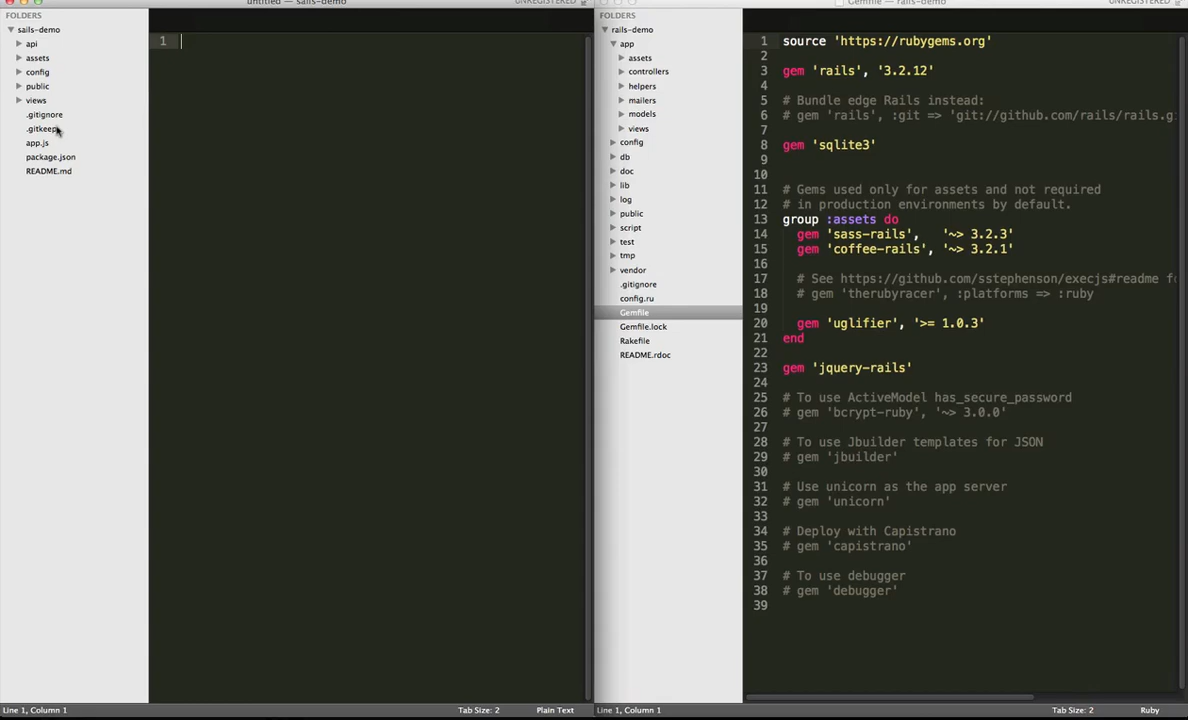 untitled — sails-demo
UNREGISTERED
FOLDERS
sails-demo
api
assets
config
public
views
.gitignore
.gitkeep
app.js
package.json
README.md
1
Line 1, Column 1
Tab Size: 2
Plain Text
Gemfile — rails-demo
UNREGISTERED
FOLDERS
rails-demo
app
assets
controllers
helpers
mailers
models
views
config
db
doc
lib
log
public
script
test
tmp
vendor
.gitignore
config.ru
Gemfile
Gemfile.lock
Rakefile
README.rdoc
1 source 'https://rubygems.org'
2
3 gem 'rails', '3.2.12'
4
5 # Bundle edge Rails instead:
6 # gem 'rails', :git => 'git://github.com/rails/rails.g
7
8 gem 'sqlite3'
9
10
11 # Gems used only for assets and not required
12 # in production environments by default.
13 group :assets do
14 gem 'sass-rails', '~> 3.2.3'
15 gem 'coffee-rails', '~> 3.2.1'
16
17 # See https://github.com/sstephenson/execjs#readme fo
18 # gem 'therubyracer', :platforms => :ruby
19
20 gem 'uglifier', '>= 1.0.3'
21 end
22
23 gem 'jquery-rails'
24
25 # To use ActiveModel has_secure_password
26 # gem 'bcrypt-ruby', '~> 3.0.0'
27
28 # To use Jbuilder templates for JSON
29 # gem 'jbuilder'
30
31 # Use unicorn as the app server
32 # gem 'unicorn'
33
34 # Deploy with Capistrano
35 # gem 'capistrano'
36
37 # To use debugger
38 # gem 'debugger'
39
Line 1, Column 1
Tab Size: 2
Ruby